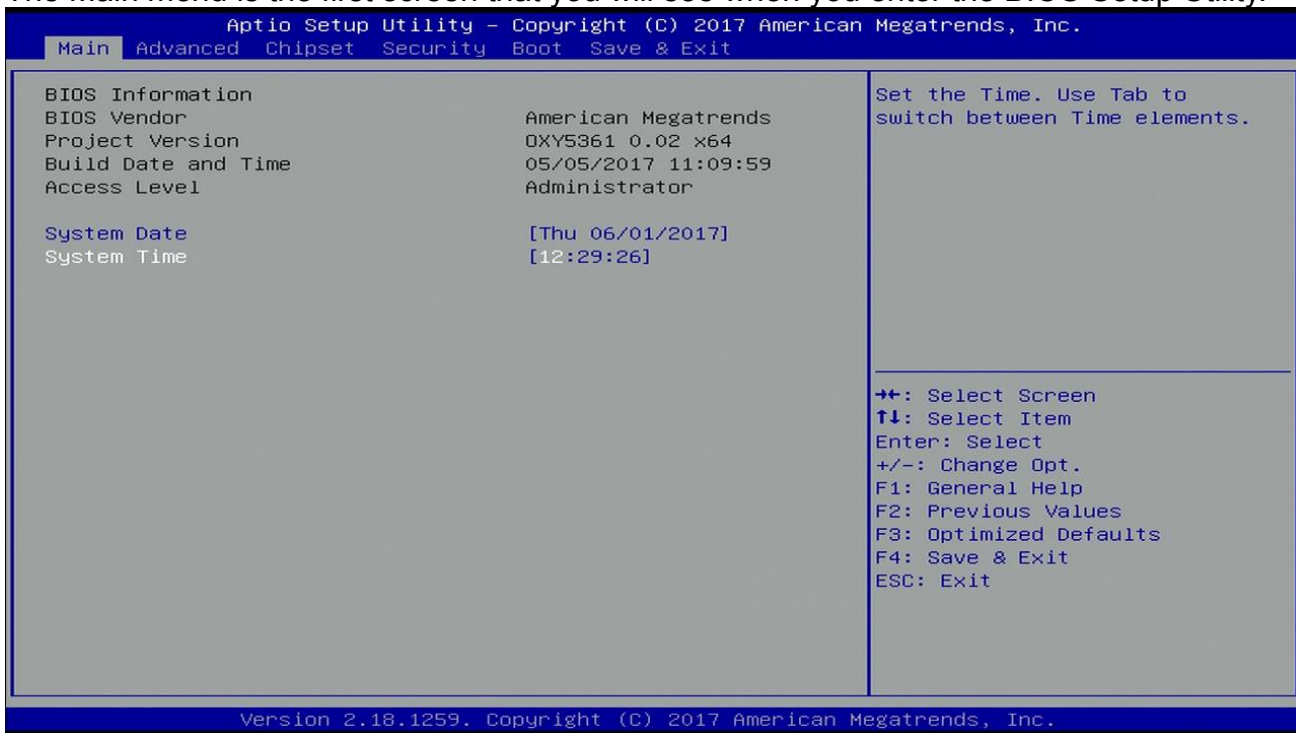 The Main Menu is the first screen that you will see when you enter the BIOS Setup Utility.
Aptio Setup Utility – Copyright (C) 2017 American Megatrends, Inc.
Main Advanced Chipset Security Boot Save & Exit
BIOS Information
BIOS Vendor American Megatrends
Project Version OXY5361 0.02 x64
Build Date and Time 05/05/2017 11:09:59
Access Level Administrator
System Date [Thu 06/01/2017]
System Time [12:29:26]
Set the Time. Use Tab to
switch between Time elements.
→←: Select Screen
↑↓: Select Item
Enter: Select
+/-: Change Opt.
F1: General Help
F2: Previous Values
F3: Optimized Defaults
F4: Save & Exit
ESC: Exit
Version 2.18.1259. Copyright (C) 2017 American Megatrends, Inc.